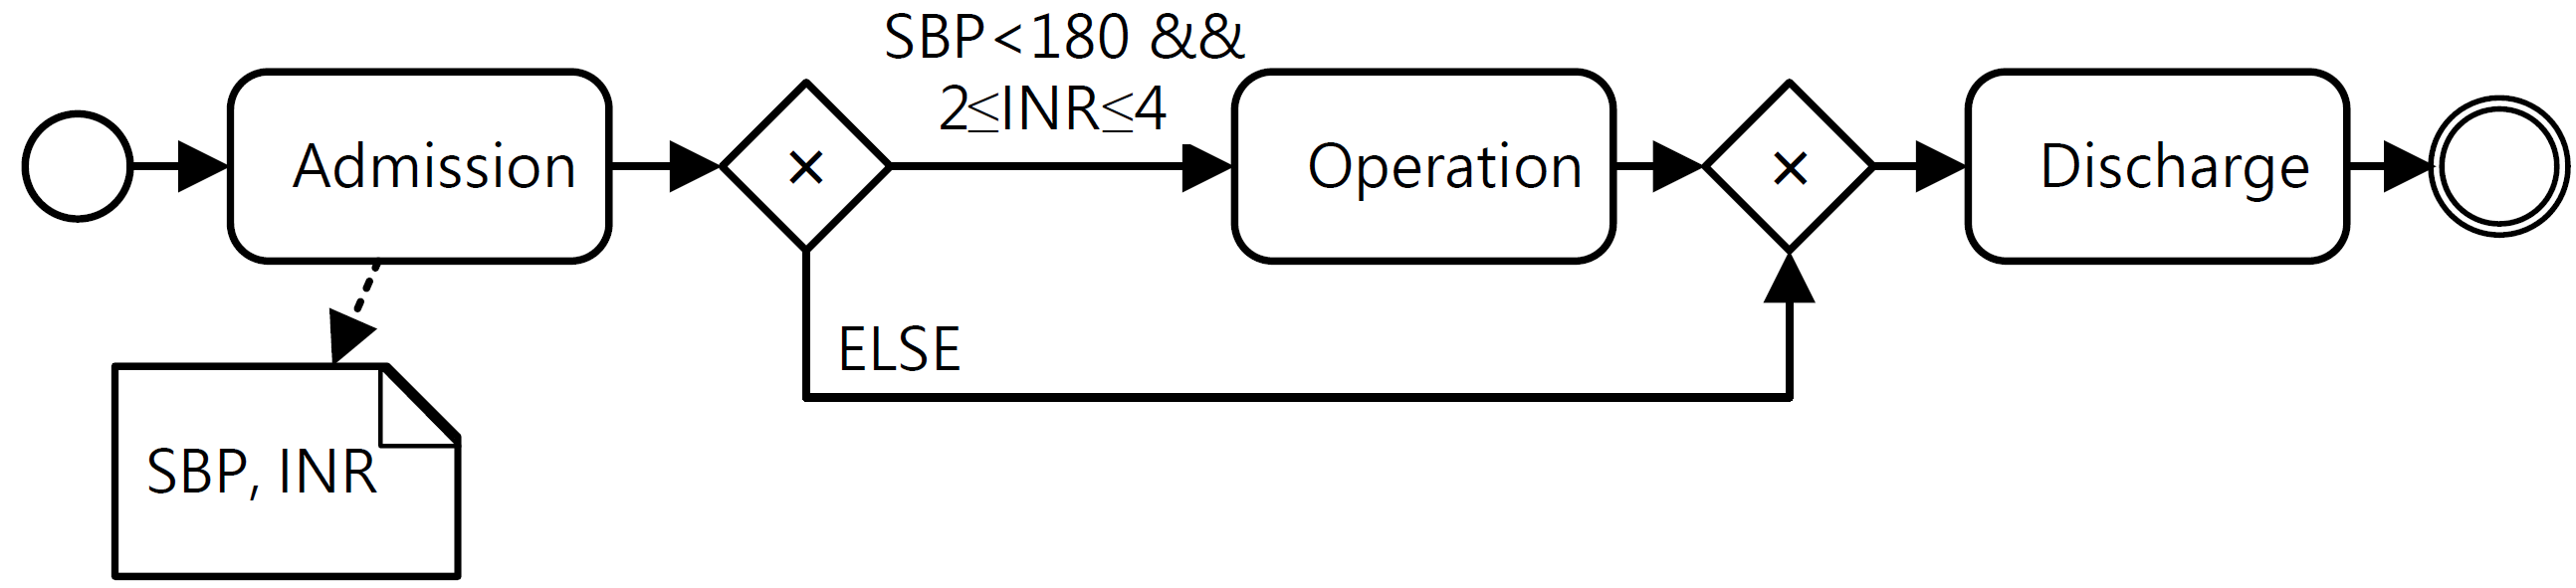 SBP<180 &&
2≤INR≤4
Admission
×
Operation
×
Discharge
ELSE
SBP, INR